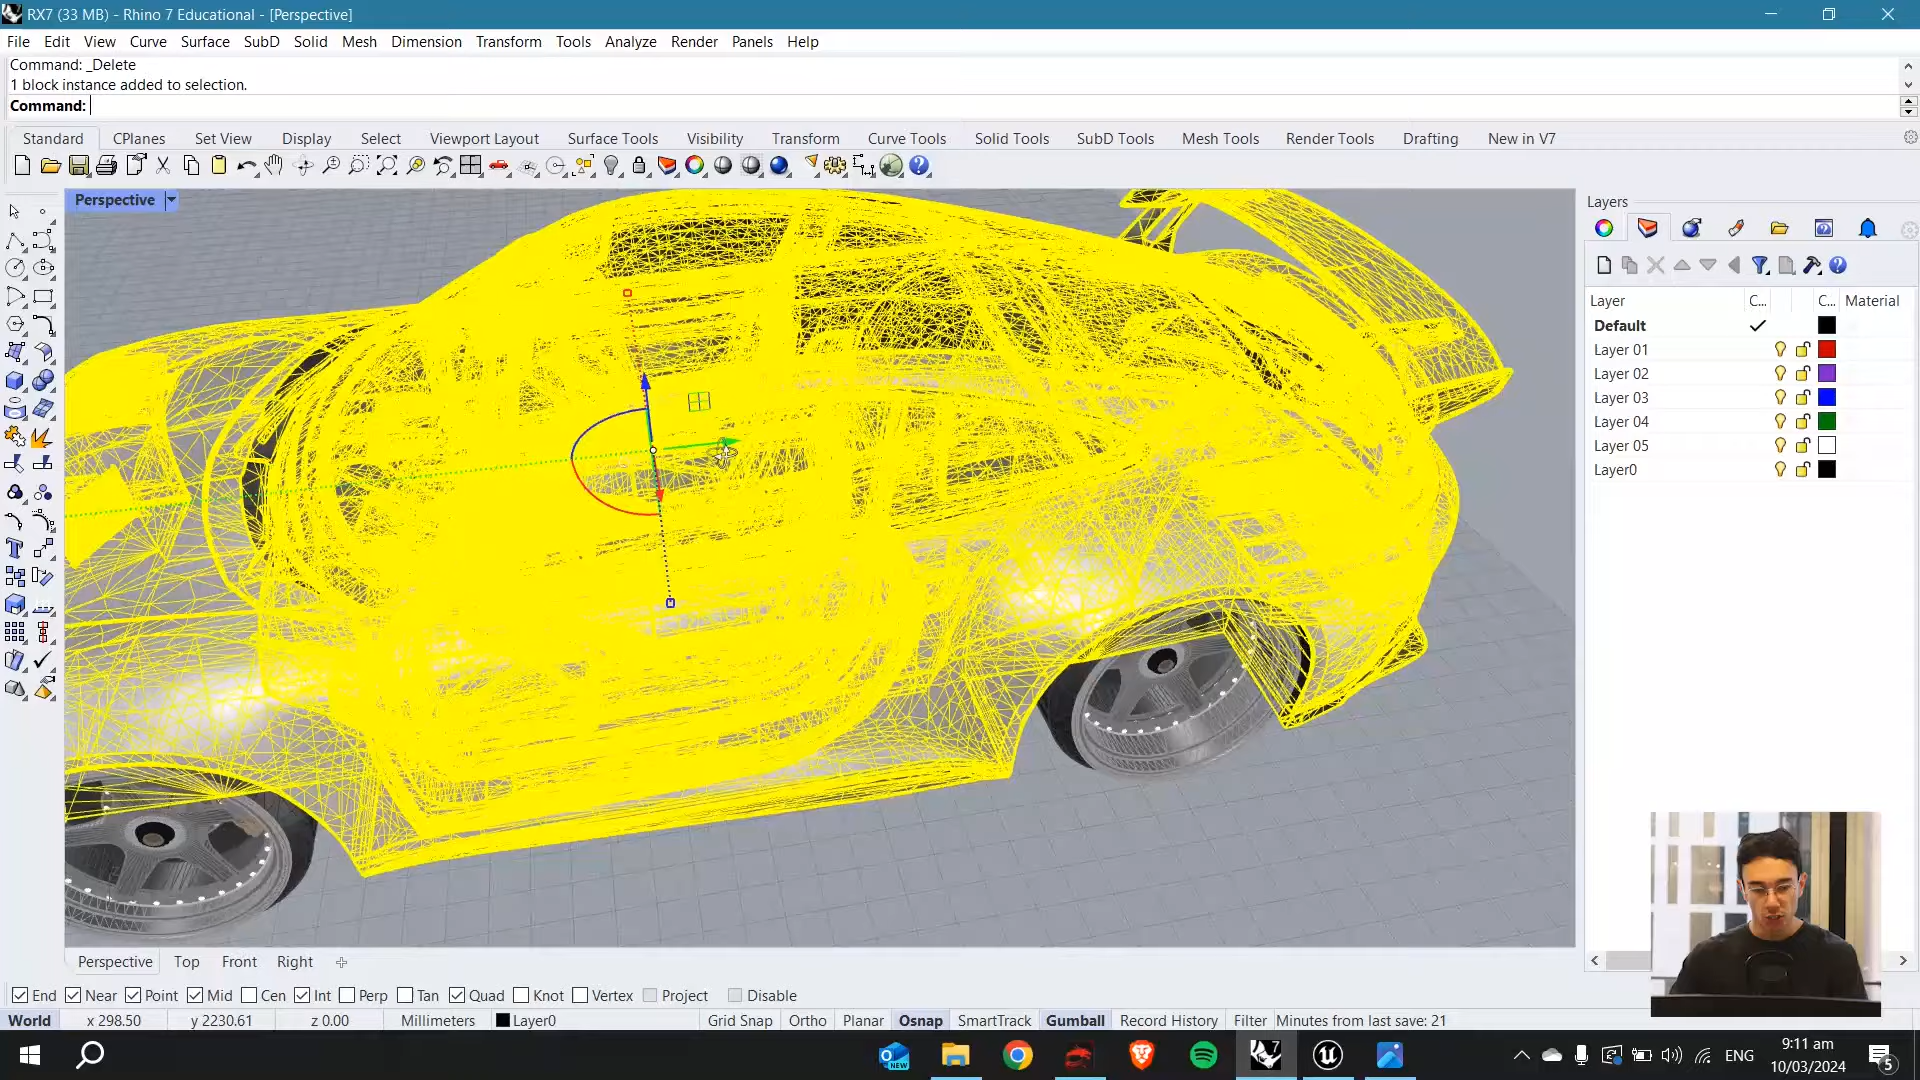 RX7 (33 MB) - Rhino 7 Educational - [Perspective]
File Edit View Curve Surface SubD Solid Mesh Dimension Transform Tools Analyze Render Panels Help
Command: _Delete
1 block instance added to selection.
Command:
Standard CPlanes Set View Display Select Viewport Layout Surface Tools Visibility Transform Curve Tools Solid Tools SubD Tools Mesh Tools Render Tools Drafting New in V7
Perspective
Layers
Layer C... C... Material
Default
Layer 01
Layer 02
Layer 03
Layer 04
Layer 05
Layer0
Perspective Top Front Right
End Near Point Mid Cen Int Perp Tan Quad Knot Vertex Project Disable
World x 298.50 y 2230.61 z 0.00 Millimeters Layer0 Grid Snap Ortho Planar Osnap SmartTrack Gumball Record History Filter Minutes from last save: 21
NEW
ENG
9:11 am
10/03/2024
5